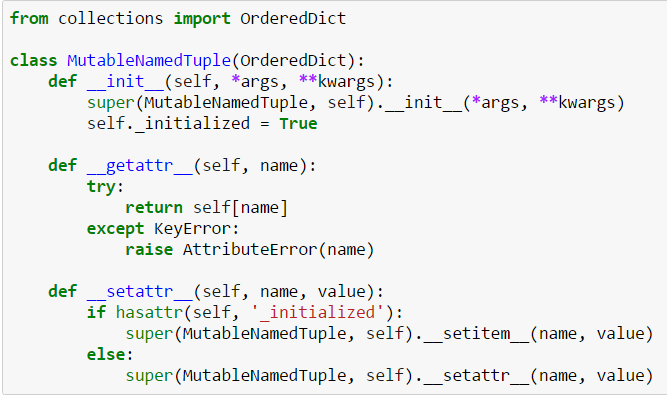 from collections import OrderedDict

class MutableNamedTuple(OrderedDict):
    def __init__(self, *args, **kwargs):
        super(MutableNamedTuple, self).__init__(*args, **kwargs)
        self._initialized = True

    def __getattr__(self, name):
        try:
            return self[name]
        except KeyError:
            raise AttributeError(name)

    def __setattr__(self, name, value):
        if hasattr(self, '_initialized'):
            super(MutableNamedTuple, self).__setitem__(name, value)
        else:
            super(MutableNamedTuple, self).__setattr__(name, value)